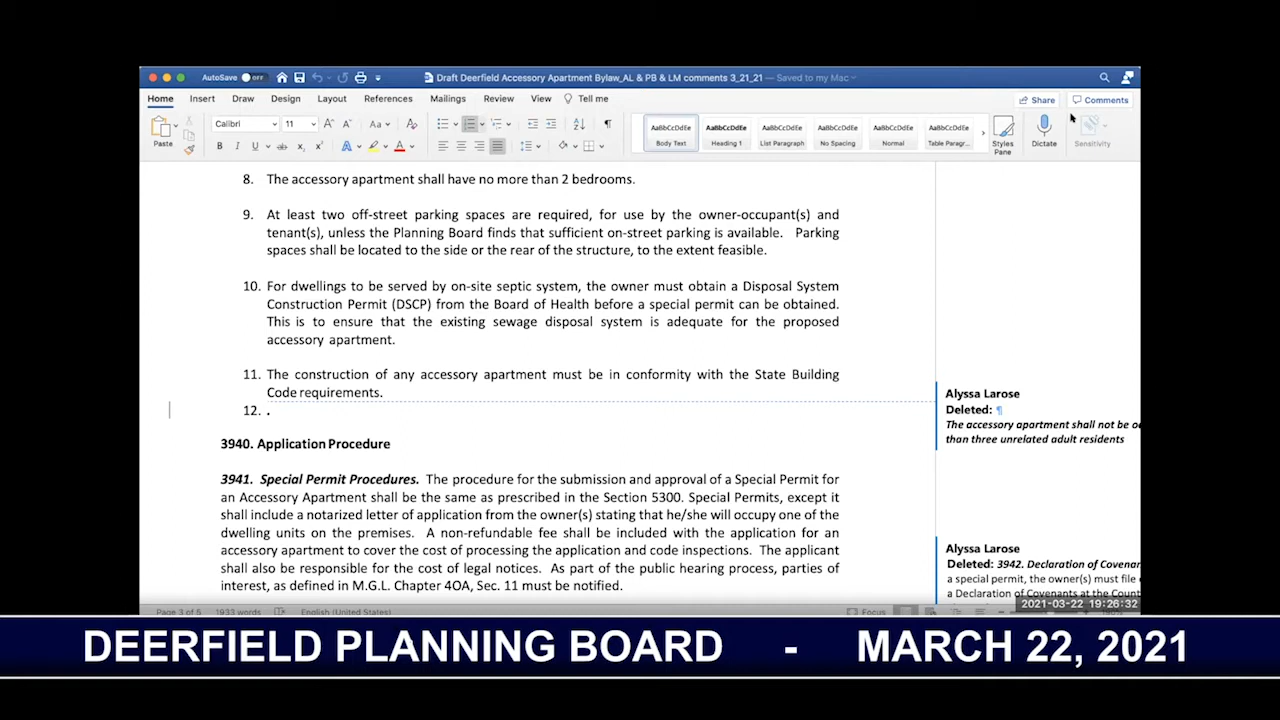 AutoSave OFF
Draft Deerfield Accessory Apartment Bylaw_AL & PB & LM comments 3_21_21 — Saved to my Mac
Home Insert Draw Design Layout References Mailings Review View Tell me
Share Comments
Paste
Calibri 11
AaBbCcDdEe AaBbCcDdEe AaBbCcDdEe AaBbCcDdEe AaBbCcDdEe AaBbCcDdEe
Body Text Heading 1 List Paragraph No Spacing Normal Table Paragr...
Styles Pane
Dictate
Sensitivity
8. The accessory apartment shall have no more than 2 bedrooms.
9. At least two off-street parking spaces are required, for use by the owner-occupant(s) and
tenant(s), unless the Planning Board finds that sufficient on-street parking is available. Parking
spaces shall be located to the side or the rear of the structure, to the extent feasible.
10. For dwellings to be served by on-site septic system, the owner must obtain a Disposal System
Construction Permit (DSCP) from the Board of Health before a special permit can be obtained.
This is to ensure that the existing sewage disposal system is adequate for the proposed
accessory apartment.
11. The construction of any accessory apartment must be in conformity with the State Building
Code requirements.
12. .
3940. Application Procedure
3941. Special Permit Procedures. The procedure for the submission and approval of a Special Permit for
an Accessory Apartment shall be the same as prescribed in the Section 5300. Special Permits, except it
shall include a notarized letter of application from the owner(s) stating that he/she will occupy one of the
dwelling units on the premises. A non-refundable fee shall be included with the application for an
accessory apartment to cover the cost of processing the application and code inspections. The applicant
shall also be responsible for the cost of legal notices. As part of the public hearing process, parties of
interest, as defined in M.G.L. Chapter 4OA, Sec. 11 must be notified.
Alyssa Larose
Deleted: ¶
The accessory apartment shall not be oc
than three unrelated adult residents
Alyssa Larose
Deleted: 3942. Declaration of Covenan
a special permit, the owner(s) must file
a Declaration of Covenants at the Count
2021-03-22 19:26:32
Page 3 of 5 1933 words English (United States) Focus
DEERFIELD PLANNING BOARD - MARCH 22, 2021